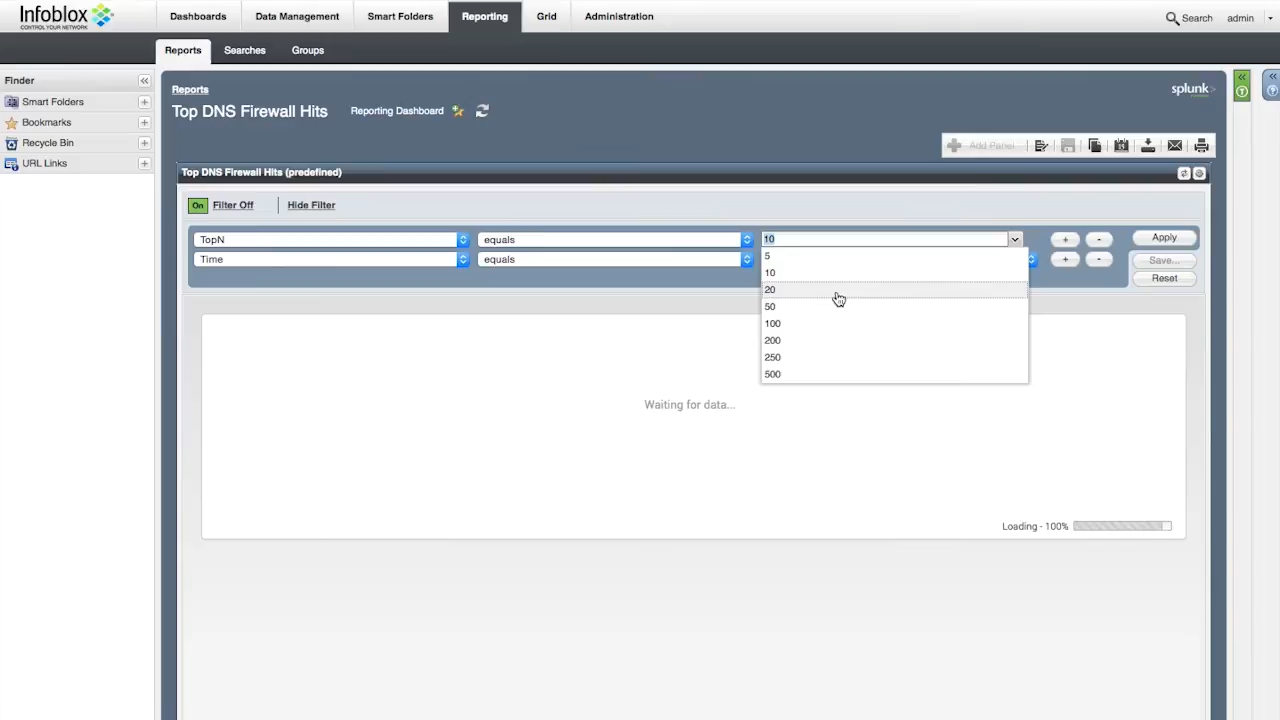 Infoblox
CONTROL YOUR NETWORK
Dashboards Data Management Smart Folders Reporting Grid Administration
Search admin
Reports Searches Groups
Finder
Smart Folders
Bookmarks
Recycle Bin
URL Links
Reports
splunk>
Top DNS Firewall Hits Reporting Dashboard
Add Panel
Top DNS Firewall Hits (predefined)
On Filter Off Hide Filter
TopN equals 10 + - Apply
Time equals + - Save...
Reset
5
10
20
50
100
200
250
500
Waiting for data...
Loading - 100%